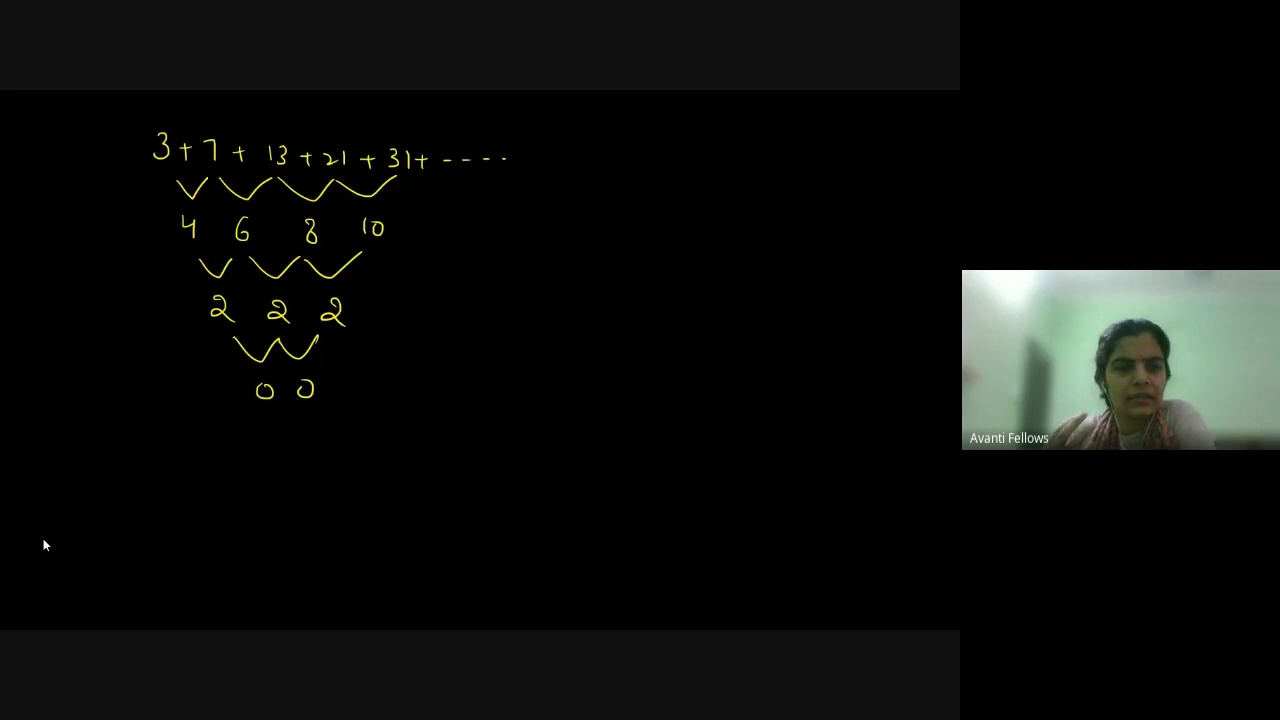 3 + 7 + 13 + 21 + 31 + - - - -
4 6 8 10
2 2 2
0 0
Avanti Fellows